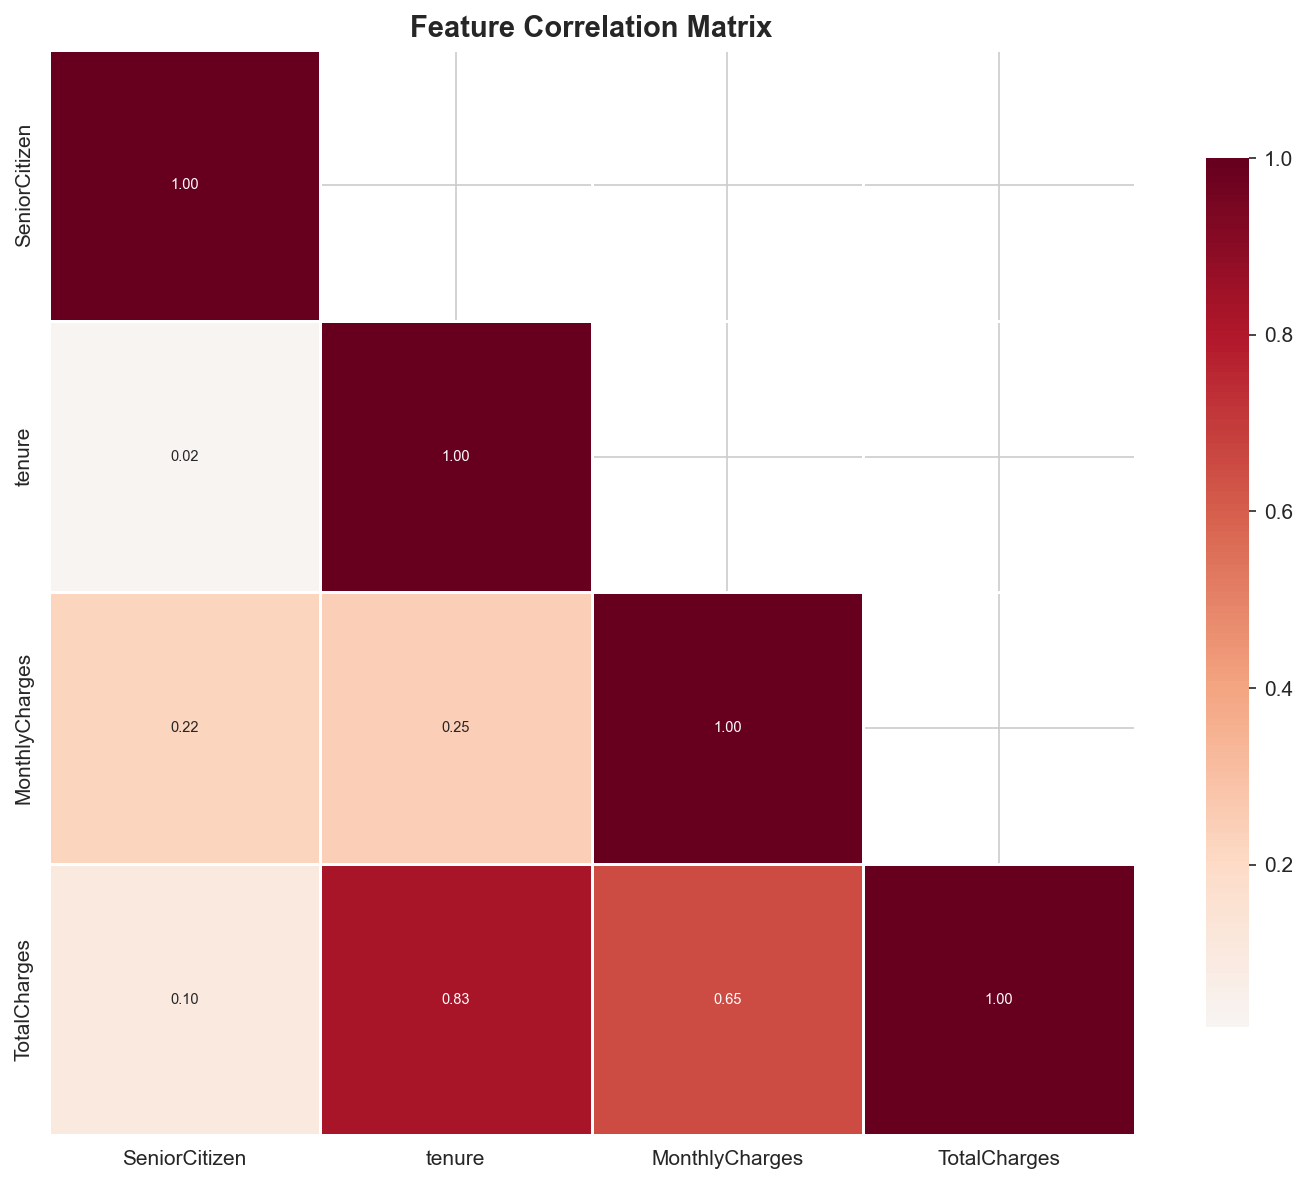 Feature Correlation Matrix
SeniorCitizen
1.00
tenure
0.02
1.00
MonthlyCharges
0.22
0.25
1.00
TotalCharges
0.10
0.83
0.65
1.00
SeniorCitizen
tenure
MonthlyCharges
TotalCharges
1.0
0.8
0.6
0.4
0.2